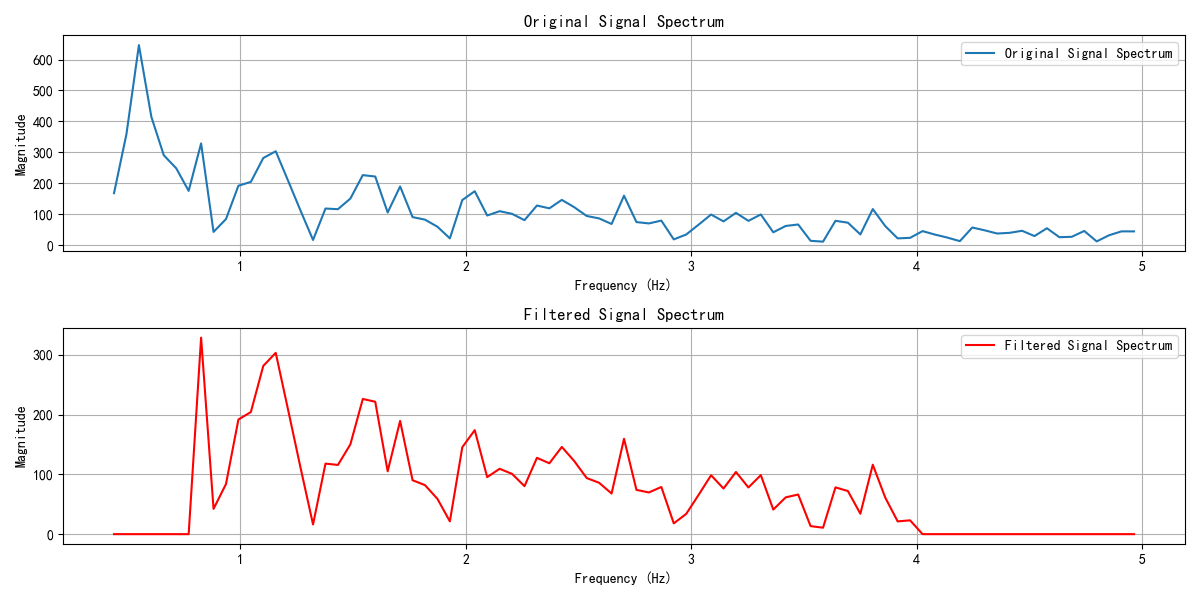 Original Signal Spectrum
Original Signal Spectrum
Magnitude
600
500
400
300
200
100
0
1 2 3 4 5
Frequency (Hz)
Filtered Signal Spectrum
Filtered Signal Spectrum
Magnitude
300
200
100
0
1 2 3 4 5
Frequency (Hz)